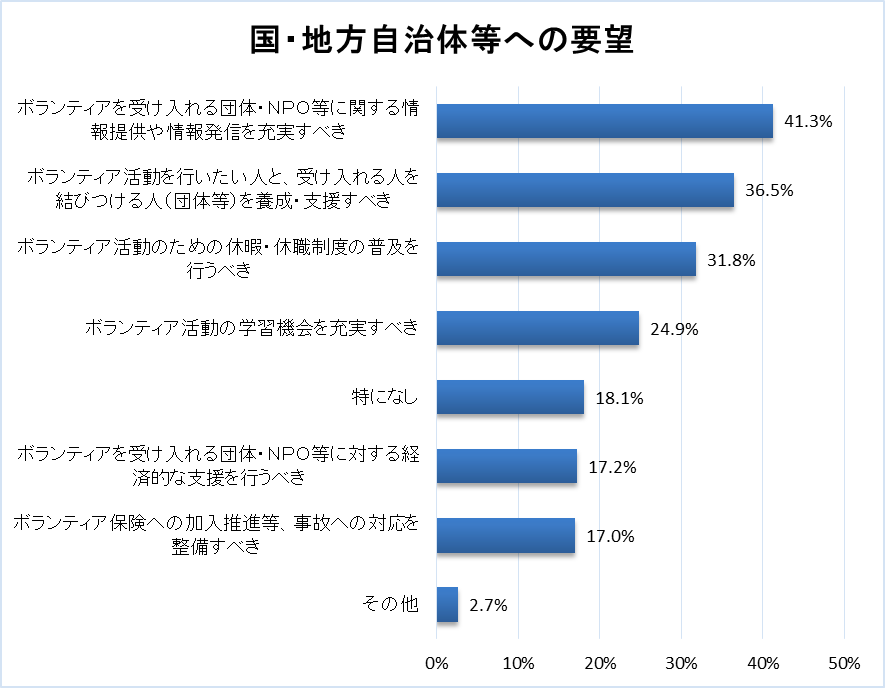 国・地方自治体等への要望
ボランティアを受け入れる団体・ＮＰＯ等に関する情
報提供や情報発信を充実すべき
41.3%
ボランティア活動を行いたい人と、受け入れる人を
結びつける人（団体等）を養成・支援すべき
36.5%
ボランティア活動のための休暇・休職制度の普及を
行うべき
31.8%
ボランティア活動の学習機会を充実すべき
24.9%
特になし
18.1%
ボランティアを受け入れる団体・ＮＰＯ等に対する経
済的な支援を行うべき
17.2%
ボランティア保険への加入推進等、事故への対応を
整備すべき
17.0%
その他
2.7%
0%
10%
20%
30%
40%
50%